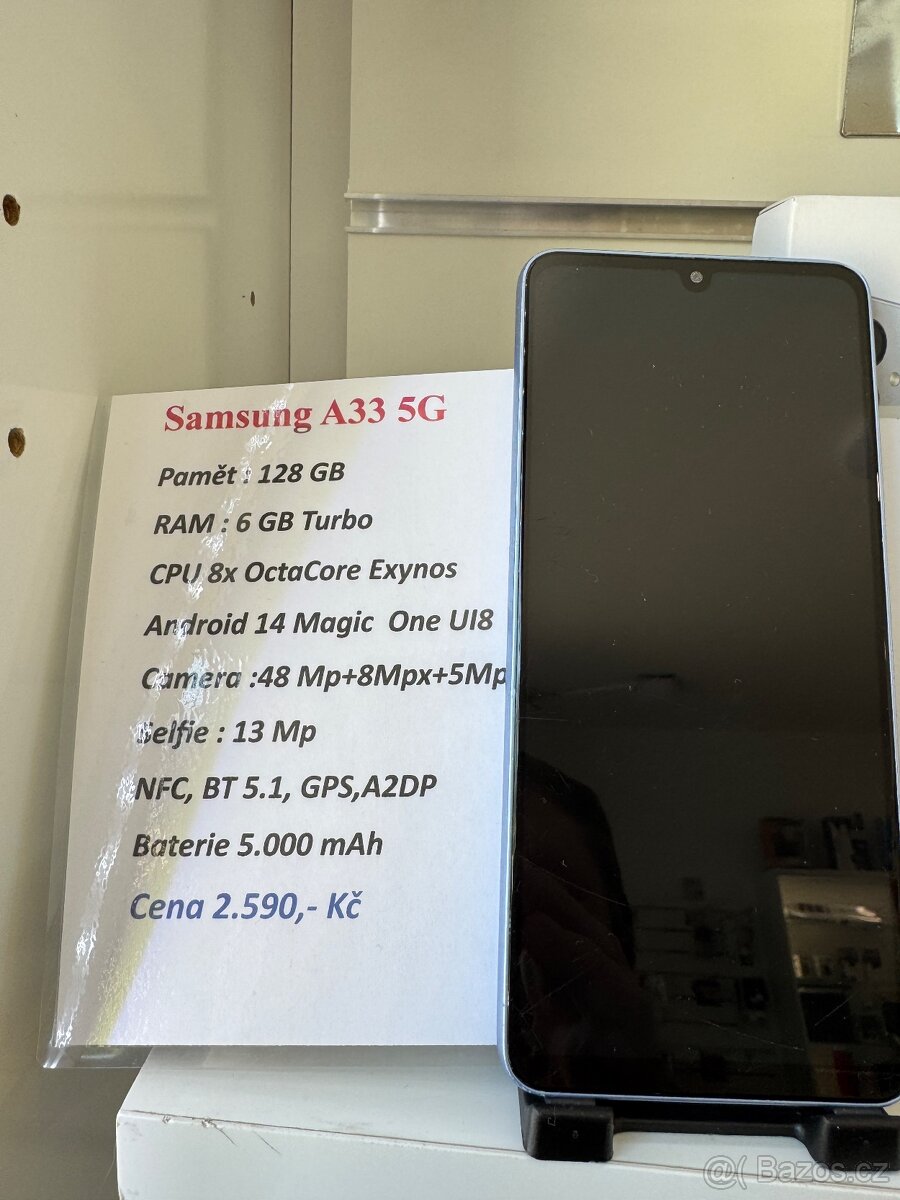 Samsung A33 5G
Pamět : 128 GB
RAM : 6 GB Turbo
CPU 8x OctaCore Exynos
Android 14 Magic One UI8
Camera :48 Mp+8Mpx+5Mp
Selfie : 13 Mp
NFC, BT 5.1, GPS,A2DP
Baterie 5.000 mAh
Cena 2.590,- Kč
@( Bazos.cz